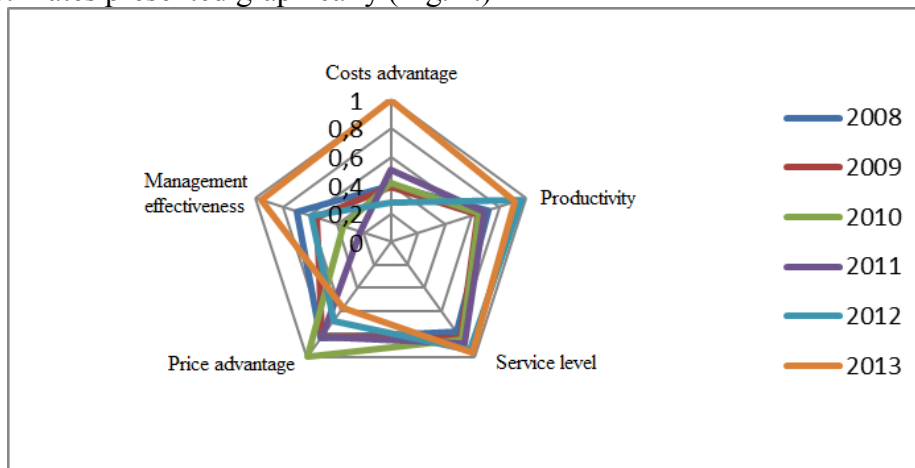 Costs advantage
1
0,8
0,6
0,4
0,2
0
Management
effectiveness
Productivity
Price advantage
Service level
2008
2009
2010
2011
2012
2013